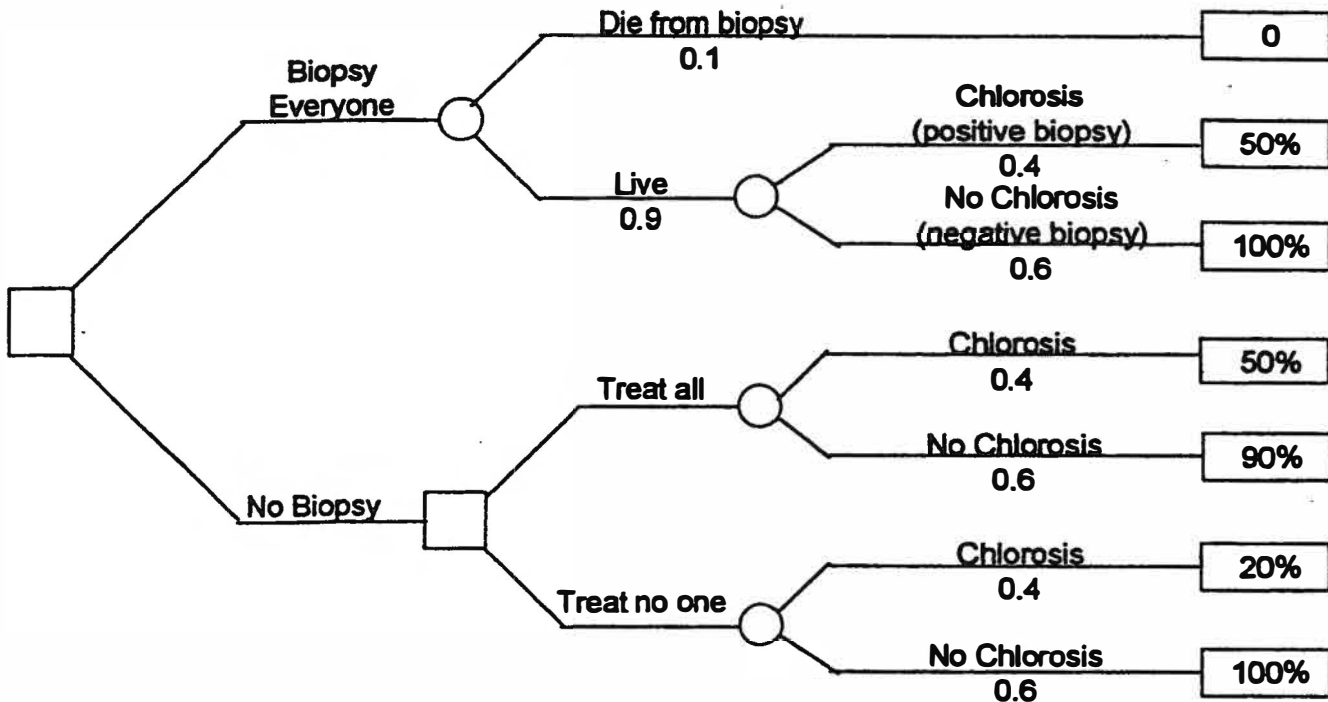 Die from biopsy
0.1
0
Biopsy
Everyone
Chlorosis
(positive biopsy)
0.4
50%
Live
0.9
No Chlorosis
(negative biopsy)
0.6
100%
Chlorosis
0.4
50%
Treat all
No Chlorosis
0.6
90%
No Biopsy
Chlorosis
0.4
20%
Treat no one
No Chlorosis
0.6
100%